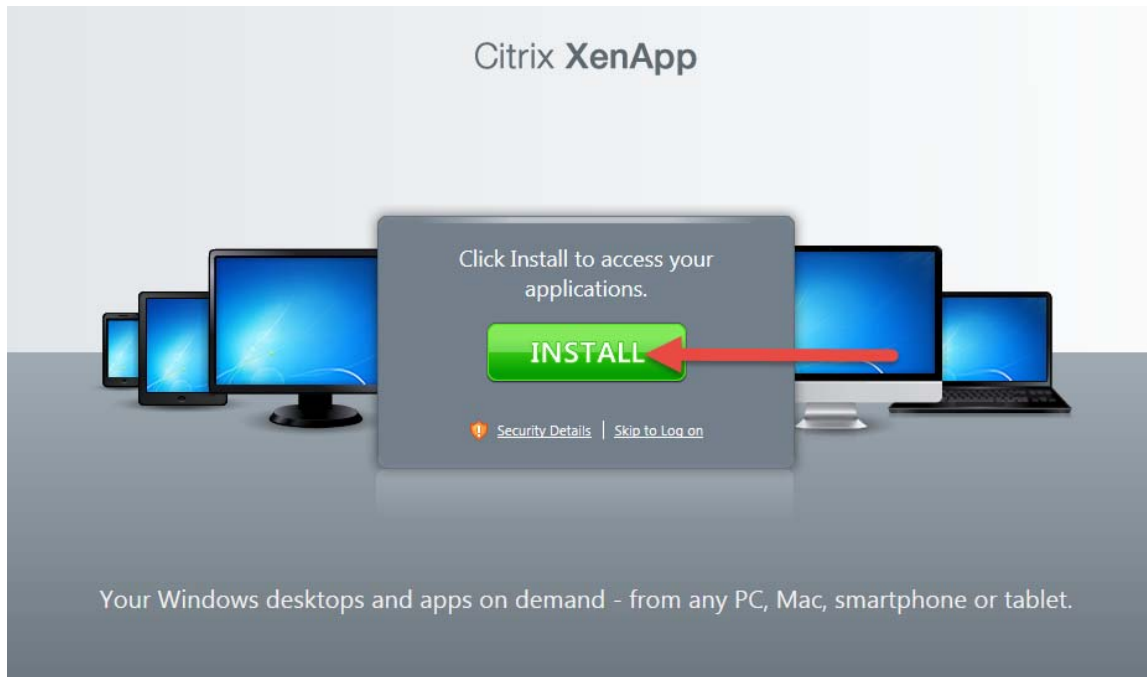 Citrix XenApp
Click Install to access your
applications.
INSTALL
Security Details | Skip to Log on
Your Windows desktops and apps on demand - from any PC, Mac, smartphone or tablet.